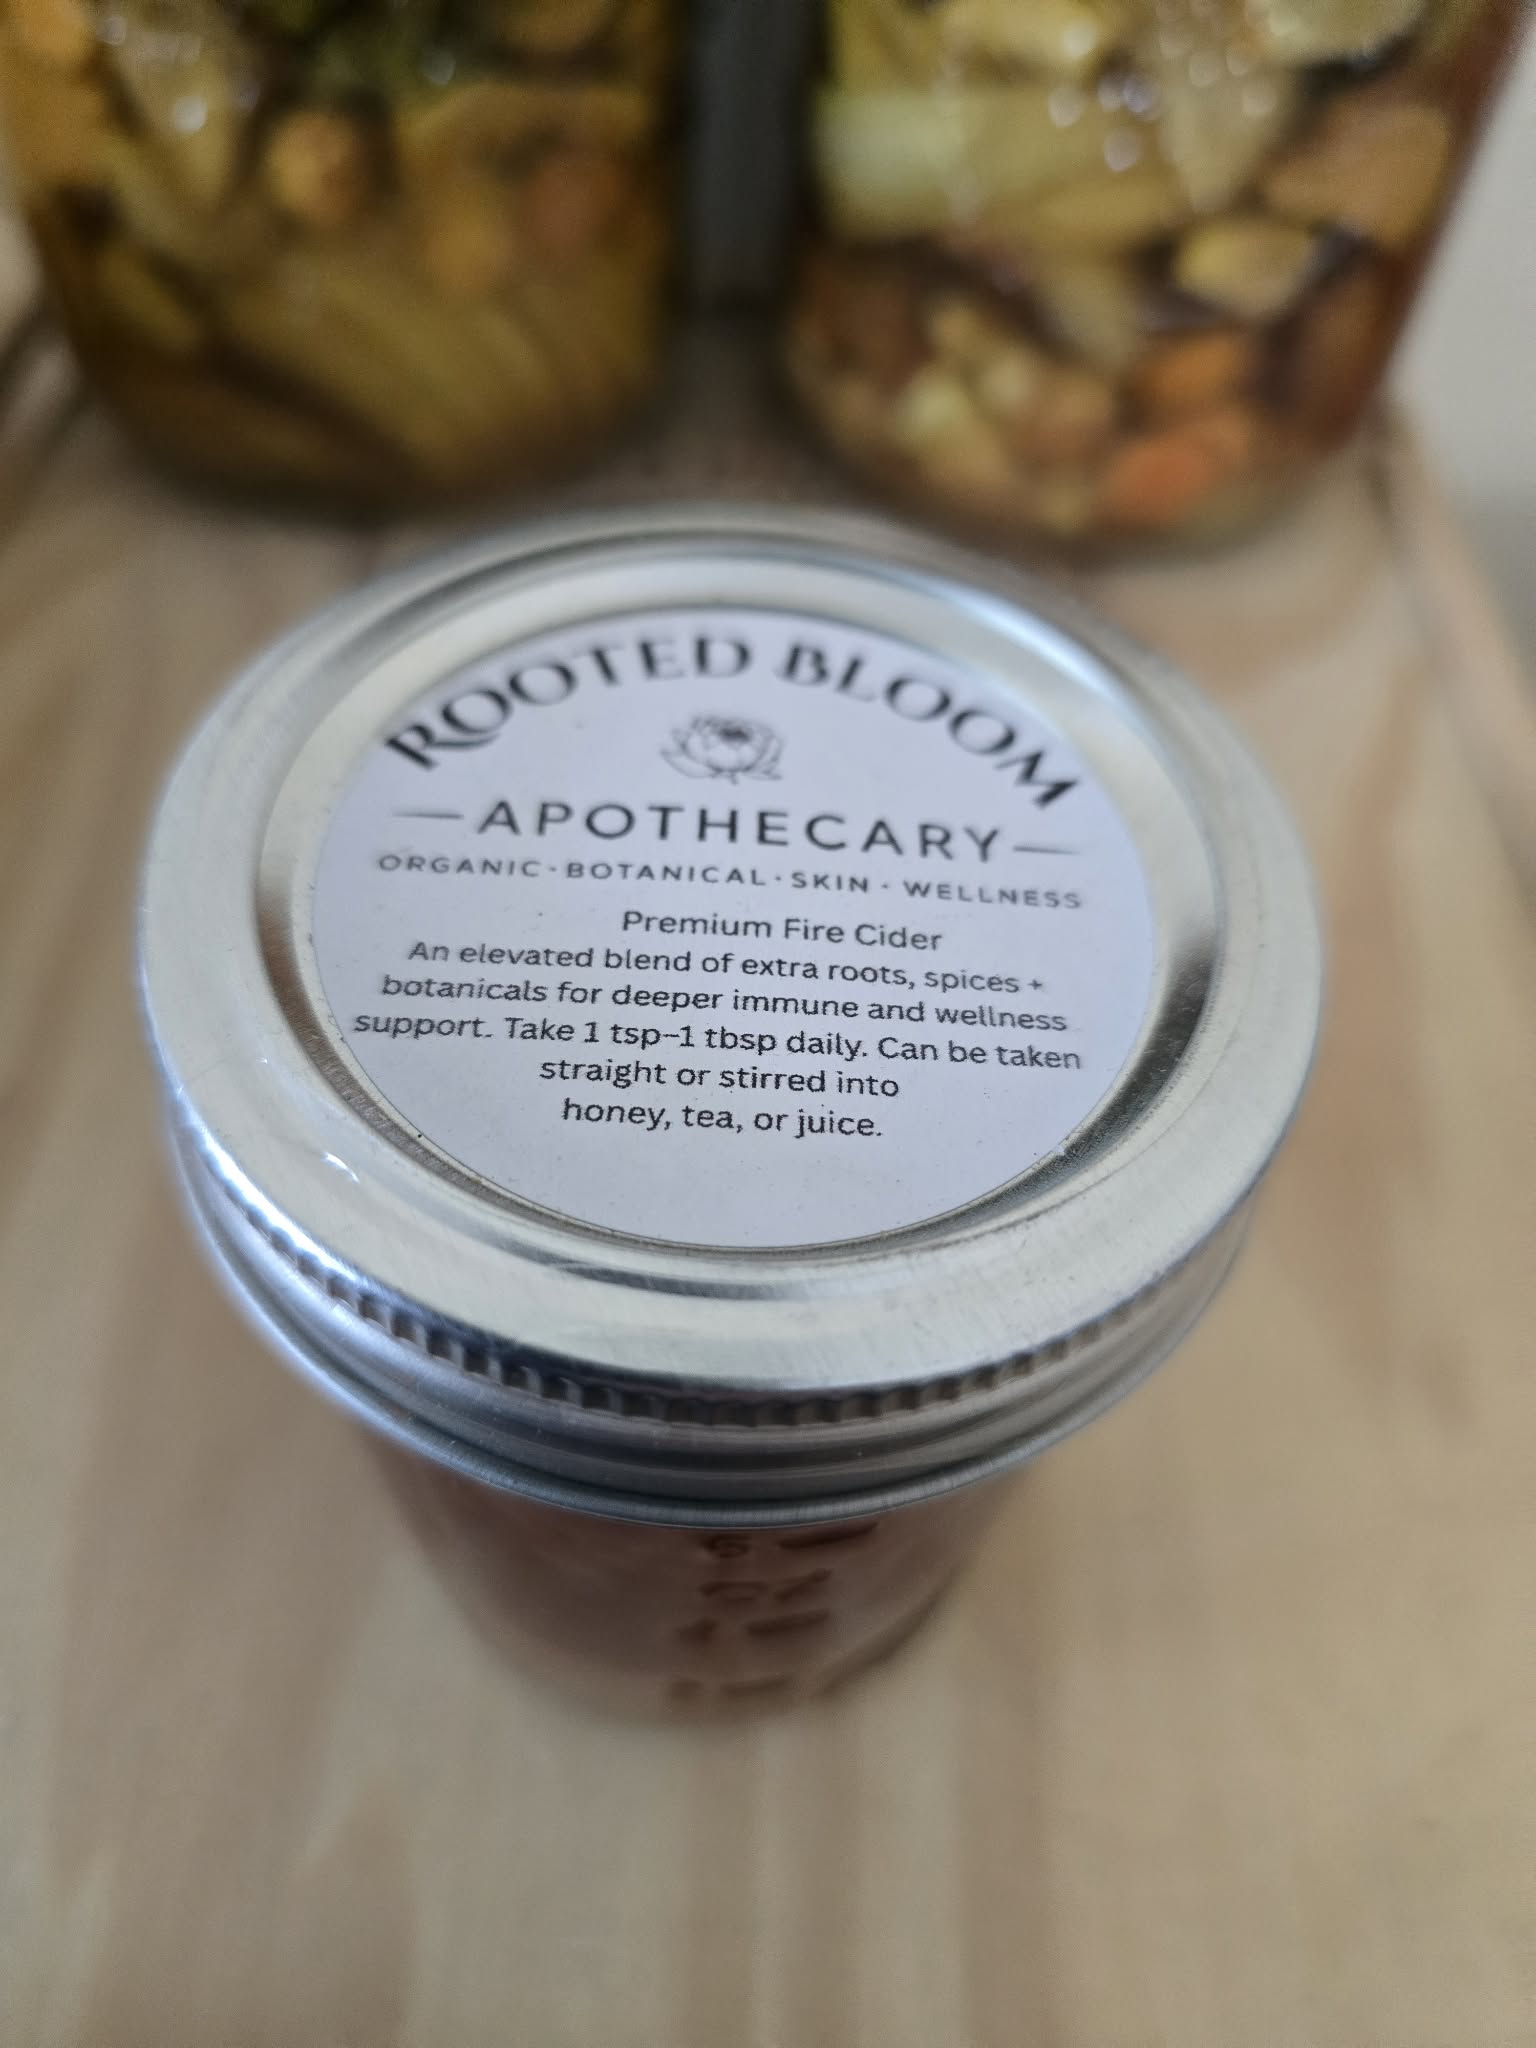 ROOTED BLOOM
APOTHECARY
ORGANIC · BOTANICAL · SKIN · WELLNESS
Premium Fire Cider
An elevated blend of extra roots, spices +
botanicals for deeper immune and wellness
support. Take 1 tsp–1 tbsp daily. Can be taken
straight or stirred into
honey, tea, or juice.